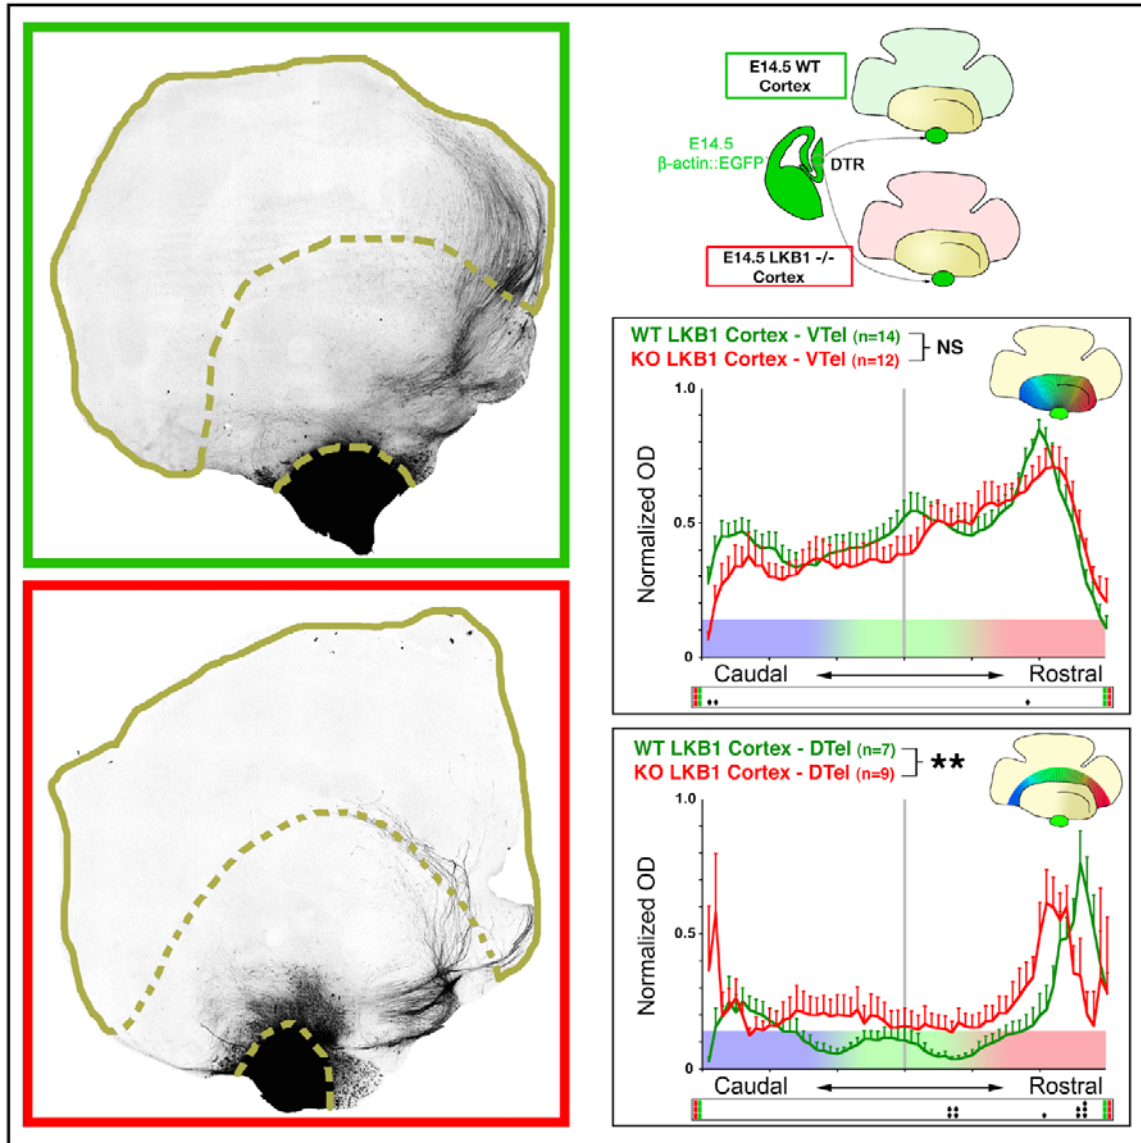 E14.5 WT
Cortex
E14.5
β-actin::EGFP
DTR
E14.5 LKB1 -/-
Cortex
WT LKB1 Cortex - VTel (n=14)
KO LKB1 Cortex - VTel (n=12)
NS
1.0
0.5
0
Normalized OD
Caudal
Rostral
WT LKB1 Cortex - DTel (n=7)
KO LKB1 Cortex - DTel (n=9)
**
1.0
0.5
0
Normalized OD
Caudal
Rostral